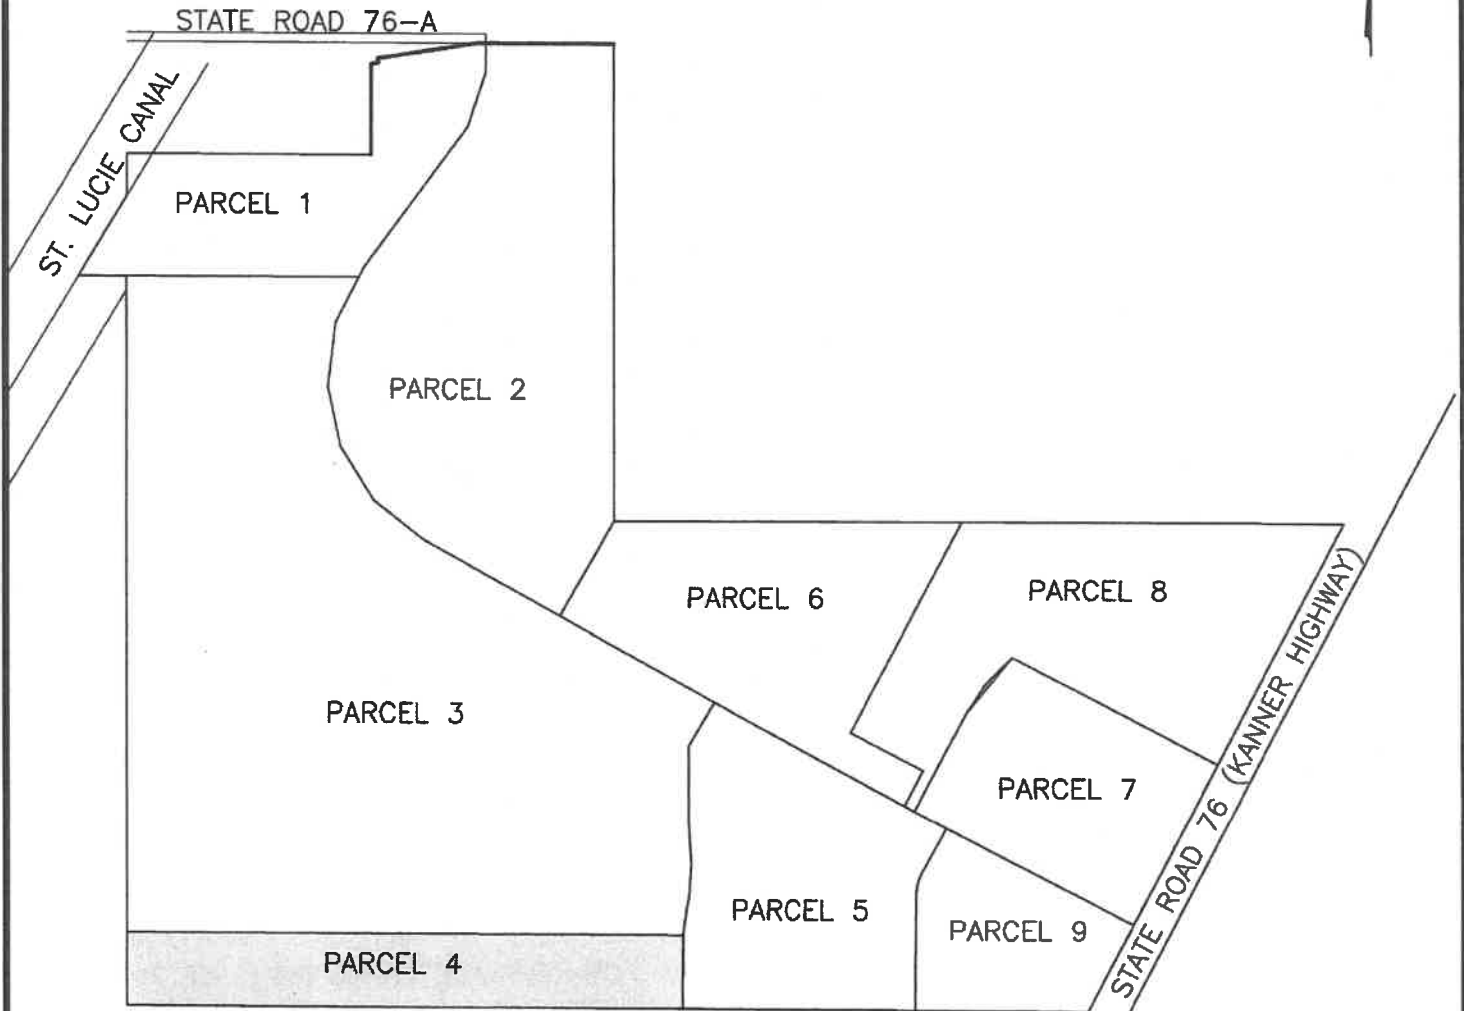 STATE ROAD 76-A
ST. LUCIE CANAL
PARCEL 1
PARCEL 2
PARCEL 6
PARCEL 8
PARCEL 3
PARCEL 7
PARCEL 5
PARCEL 9
PARCEL 4
STATE ROAD 76 (KANNER HIGHWAY)